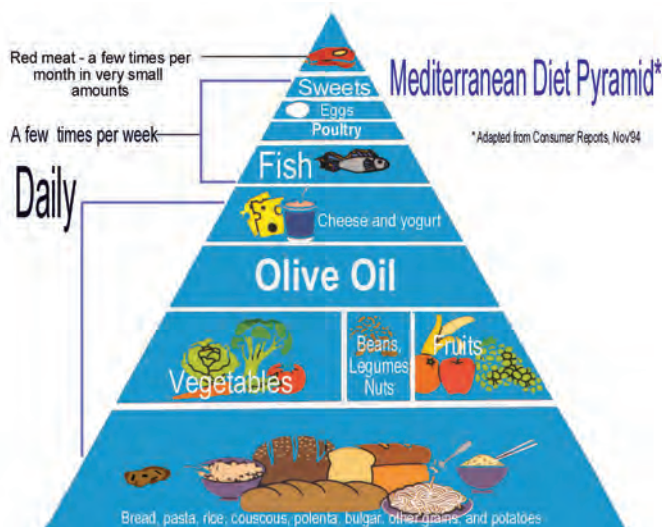 Red meat - a few times per
month in very small
amounts
Mediterranean Diet Pyramid*
* Adapted from Consumer Reports, Nov'94
Sweets
Eggs
Poultry
A few times per week
Fish
Daily
Cheese and yogurt
Olive Oil
Vegetables
Beans,
Legumes
Nuts
Fruits
Bread, pasta, rice, couscous, polenta, bulgar, other grains, and potatoes